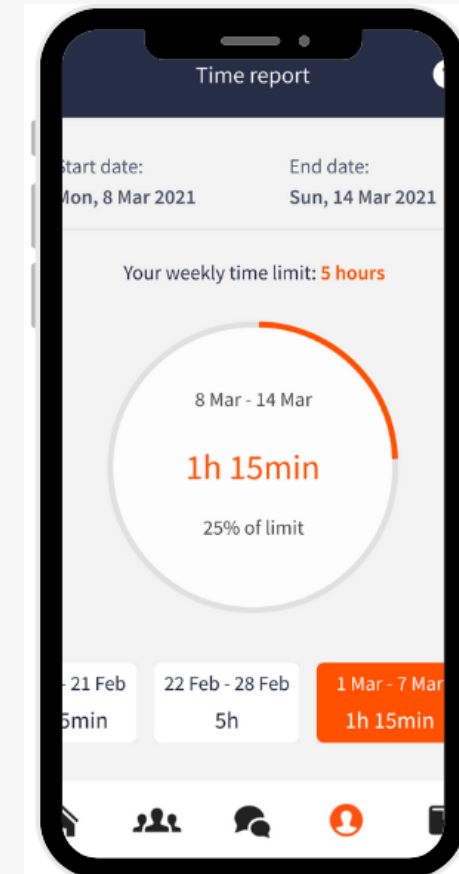 Time report
Start date:
End date:
Mon, 8 Mar 2021
Sun, 14 Mar 2021
Your weekly time limit: 5 hours
8 Mar - 14 Mar
1h 15min
25% of limit
- 21 Feb
22 Feb - 28 Feb
1 Mar - 7 Mar
5min
5h
1h 15min